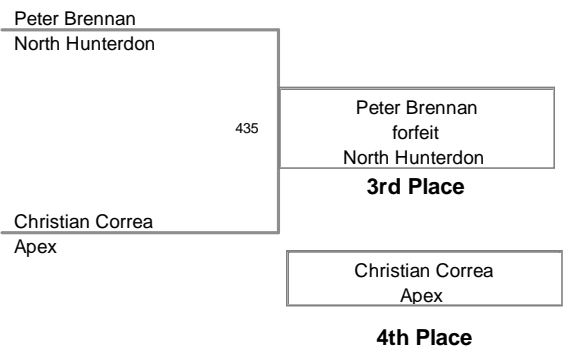 Peter Brennan
North Hunterdon
435
Peter Brennan
forfeit
North Hunterdon
3rd Place
Christian Correa
Apex
Christian Correa
Apex
4th Place